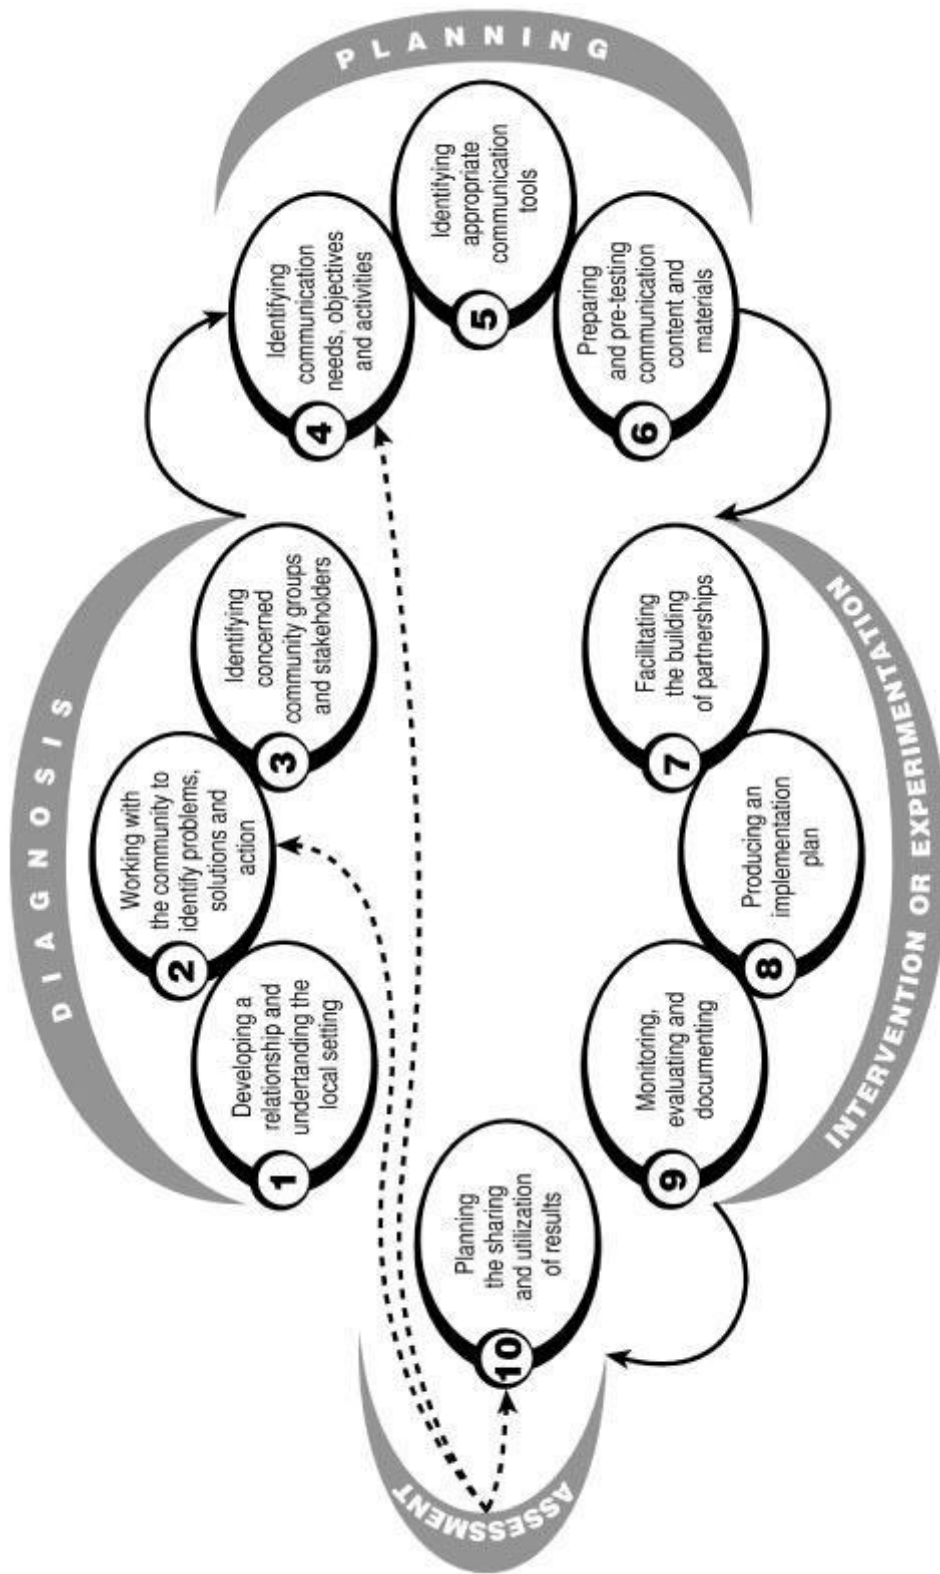 DIAGNOSIS
1
Developing a
relationship and
undertanding the
local setting
2
Working with
the community to
identify problems,
solutions and
action
3
Identifying
concerned
community groups
and stakeholders
PLANNING
4
Identifying
communication
needs, objectives
and activities
5
Identifying
appropriate
communication
tools
6
Preparing
and pre-testing
communication
content and
materials
INTERVENTION OR EXPERIMENTATION
7
Facilitating
the building
of partnerships
8
Producing an
implementation
plan
9
Monitoring,
evaluating and
documenting
ASSESSMENT
10
Planning
the sharing
and utilization
of results